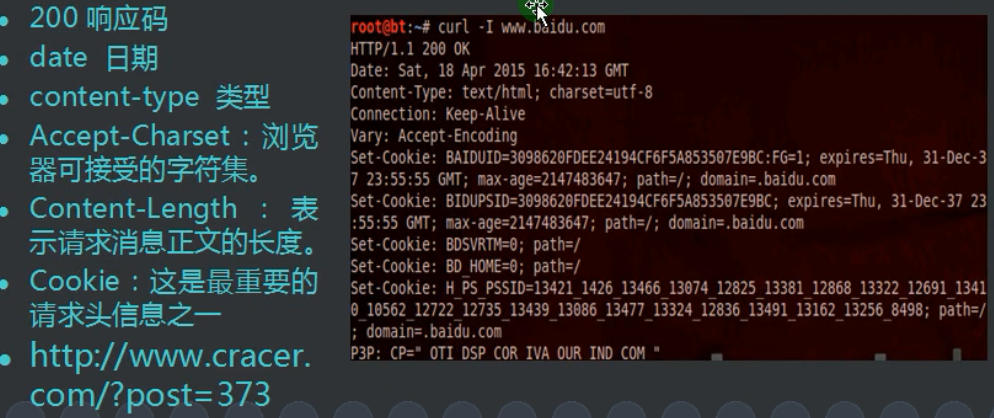 200 响应码
date 日期
content-type 类型
Accept-Charset：浏览
器可接受的字符集。
Content-Length ： 表
示请求消息正文的长度。
Cookie：这是最重要的
请求头信息之一
http://www.cracer.
com/?post=373
root@bt:~# curl -I www.baidu.com
HTTP/1.1 200 OK
Date: Sat, 18 Apr 2015 16:42:13 GMT
Content-Type: text/html; charset=utf-8
Connection: Keep-Alive
Vary: Accept-Encoding
Set-Cookie: BAIDUID=3098620FDEE24194CF6F5A853507E9BC:FG=1; expires=Thu, 31-Dec-3
7 23:55:55 GMT; max-age=2147483647; path=/; domain=.baidu.com
Set-Cookie: BIDUPSID=3098620FDEE24194CF6F5A853507E9BC; expires=Thu, 31-Dec-37 23
:55:55 GMT; max-age=2147483647; path=/; domain=.baidu.com
Set-Cookie: BDSVRTM=0; path=/
Set-Cookie: BD_HOME=0; path=/
Set-Cookie: H_PS_PSSID=13421_1426_13466_13074_12825_13381_12868_13322_12691_1341
0_10562_12722_12735_13439_13086_13477_13324_12836_13491_13162_13256_8498; path=/
; domain=.baidu.com
P3P: CP=" OTI DSP COR IVA OUR IND COM "